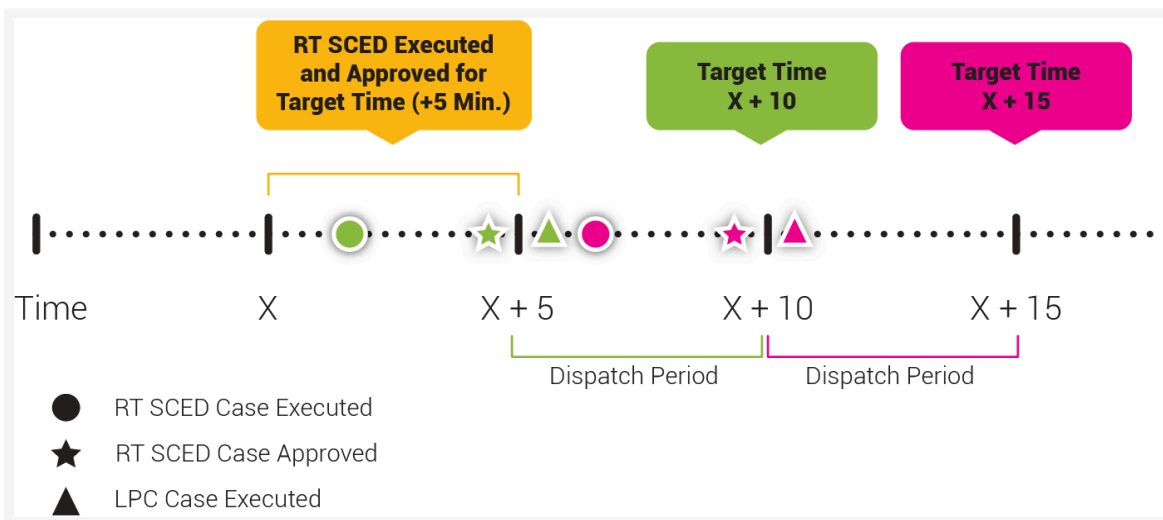 RT SCED Executed
and Approved for
Target Time (+5 Min.)
Target Time
X + 10
Target Time
X + 15
Time
X
X + 5
X + 10
X + 15
Dispatch Period
Dispatch Period
RT SCED Case Executed
RT SCED Case Approved
LPC Case Executed